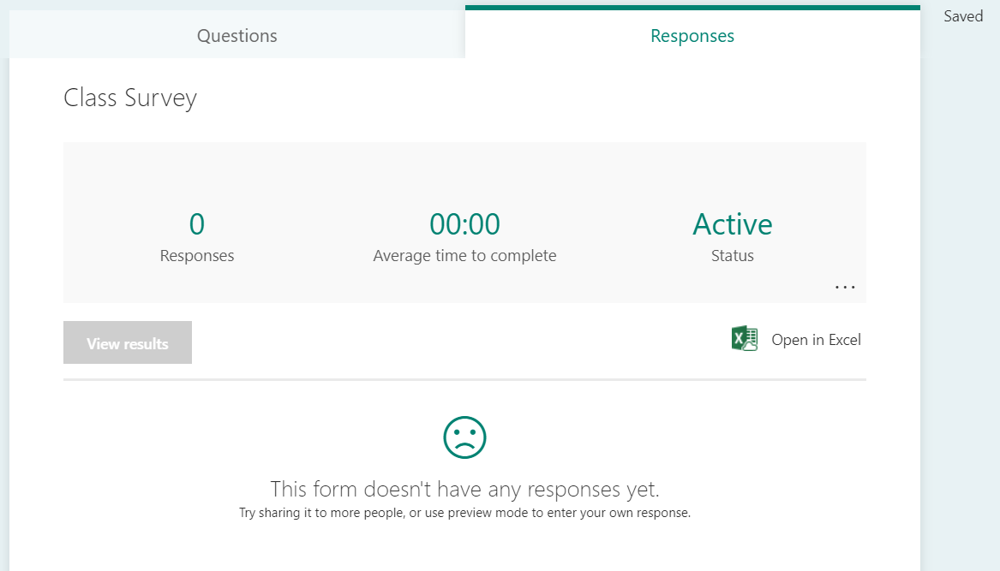 Questions
Responses
Saved
Class Survey
0
Responses
00:00
Average time to complete
Active
Status
...
View results
Open in Excel
This form doesn't have any responses yet.
Try sharing it to more people, or use preview mode to enter your own response.